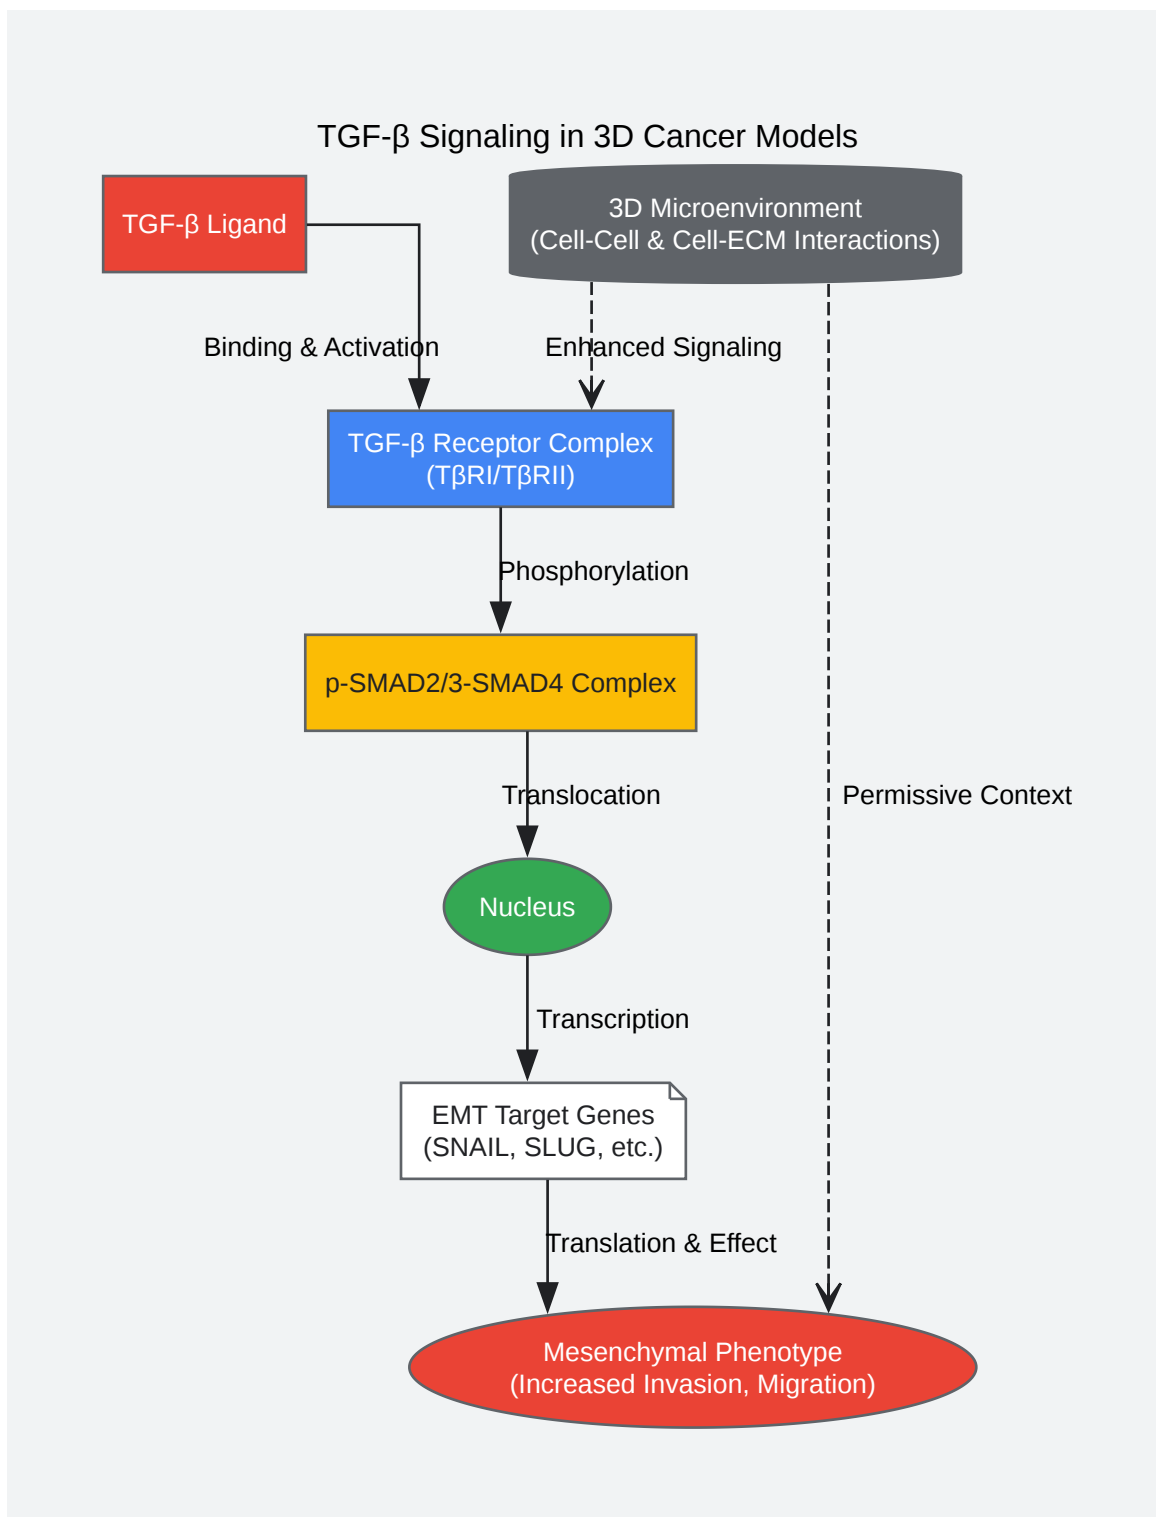 TGF-β Signaling in 3D Cancer Models
TGF-β Ligand
3D Microenvironment
(Cell-Cell & Cell-ECM Interactions)
Binding & Activation
Enhanced Signaling
TGF-β Receptor Complex
(TβRI/TβRII)
Phosphorylation
p-SMAD2/3-SMAD4 Complex
Translocation
Permissive Context
Nucleus
Transcription
EMT Target Genes
(SNAIL, SLUG, etc.)
Translation & Effect
Mesenchymal Phenotype
(Increased Invasion, Migration)